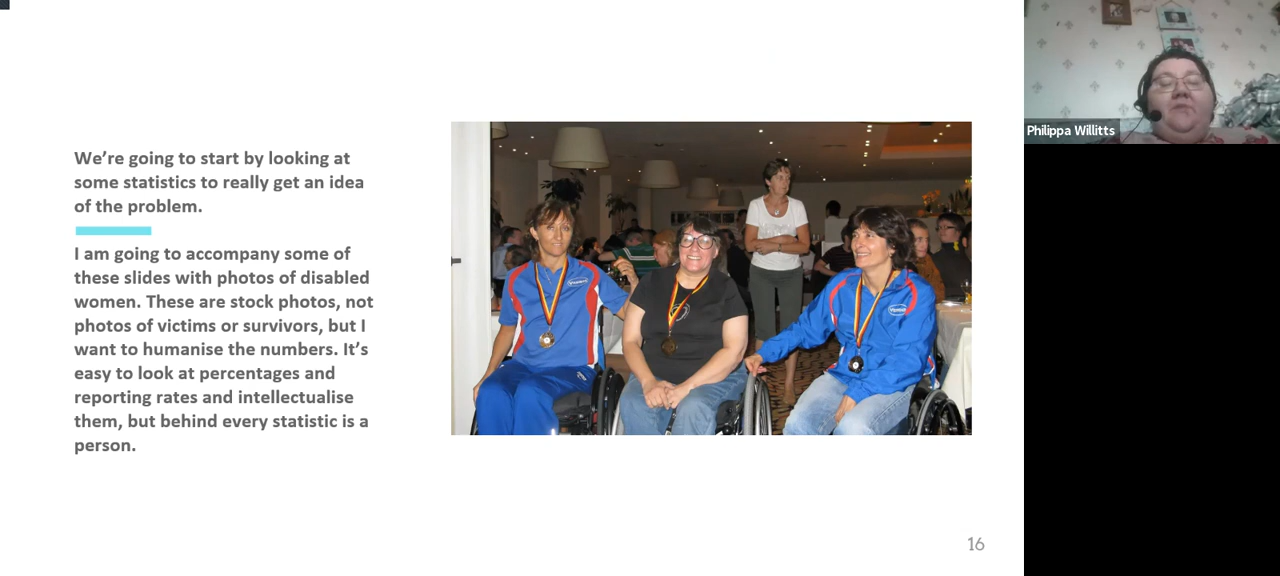 We’re going to start by looking at
some statistics to really get an idea
of the problem.
I am going to accompany some of
these slides with photos of disabled
women. These are stock photos, not
photos of victims or survivors, but I
want to humanise the numbers. It’s
easy to look at percentages and
reporting rates and intellectualise
them, but behind every statistic is a
person.
16
Philippa Willitts